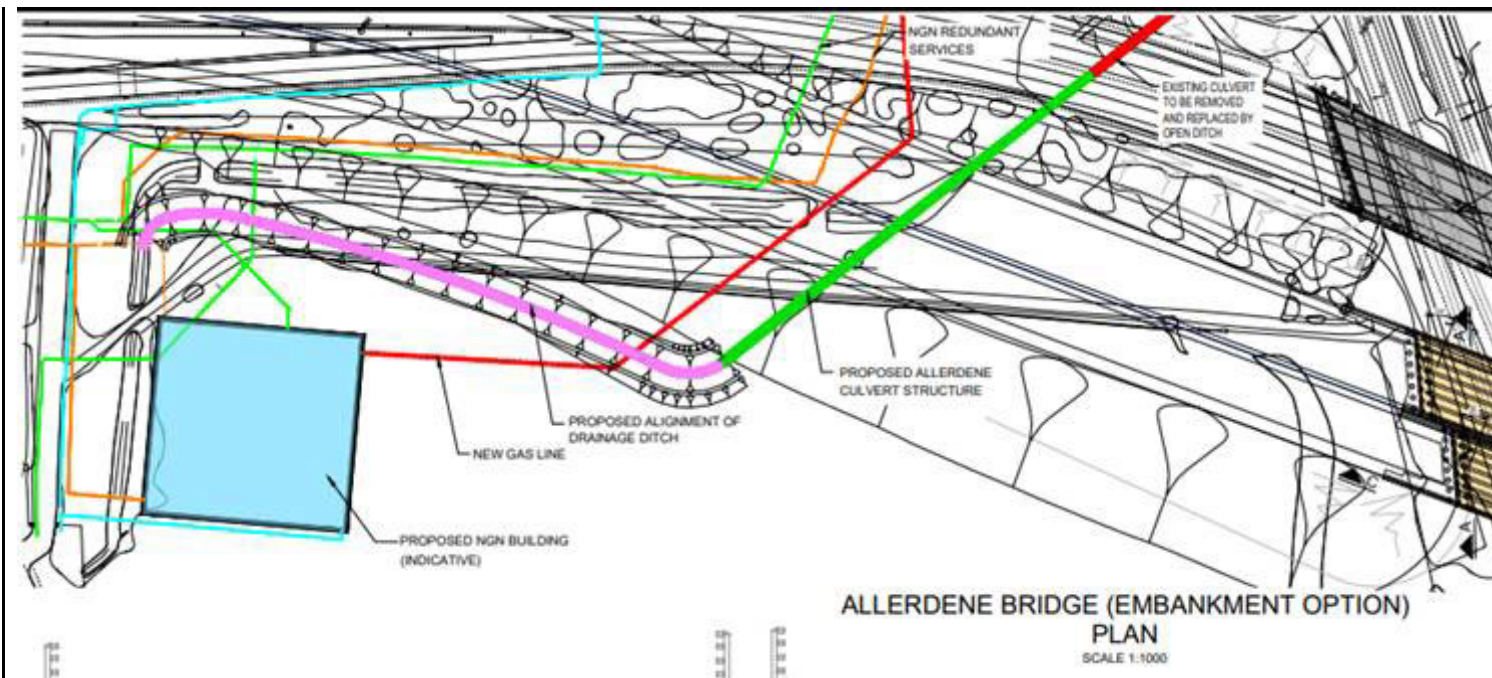 NGN REDUNDANT
SERVICES
EXISTING CULVERT
TO BE REMOVED
AND REPLACED BY
OPEN DITCH
PROPOSED ALLERDENE
CULVERT STRUCTURE
PROPOSED ALIGNMENT OF
DRAINAGE DITCH
NEW GAS LINE
PROPOSED NGN BUILDING
(INDICATIVE)
C
A
ALLERDENE BRIDGE (EMBANKMENT OPTION)
PLAN
SCALE 1:1000